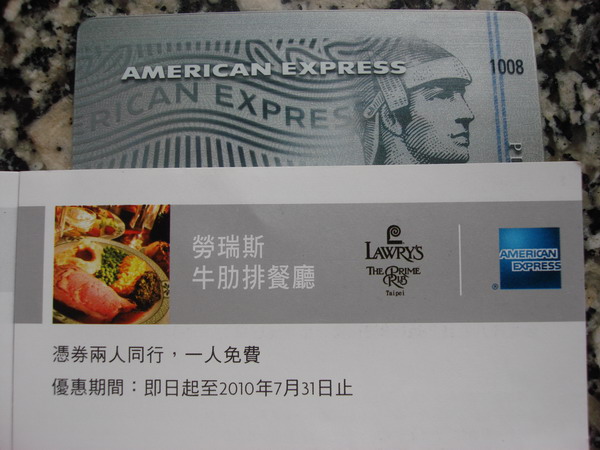 AMERICAN EXPRESS
1008
AMERICAN EXPRESS
勞瑞斯
牛肋排餐廳
LAWRY'S
THE PRIME
RIB
Taipei
AMERICAN
EXPRESS
®
憑券兩人同行，一人免費
優惠期間：即日起至2010年7月31日止